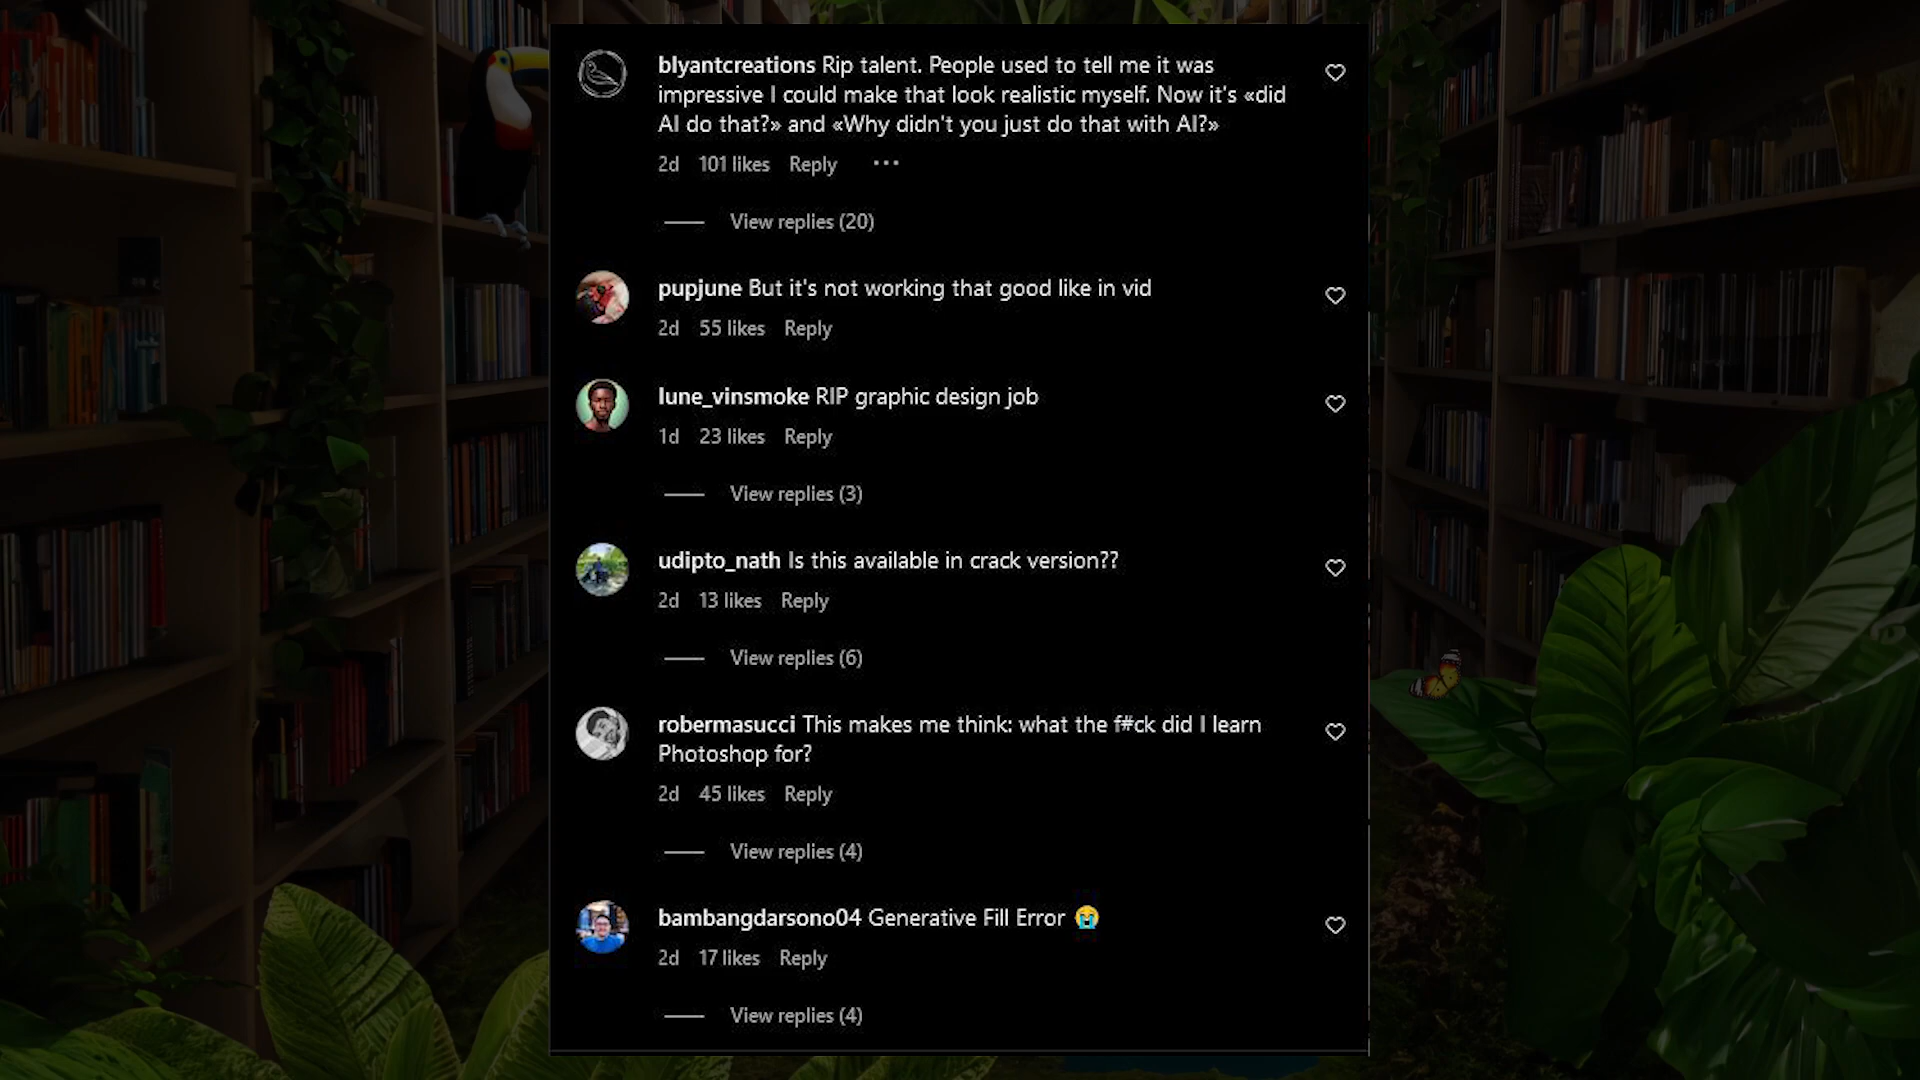 blyantcreations Rip talent. People used to tell me it was
impressive I could make that look realistic myself. Now it's «did
AI do that?» and «Why didn't you just do that with AI?»
2d 101 likes Reply ···
View replies (20)
pupjune But it's not working that good like in vid
2d 55 likes Reply
lune_vinsmoke RIP graphic design job
1d 23 likes Reply
View replies (3)
udipto_nath Is this available in crack version??
2d 13 likes Reply
View replies (6)
robermasucci This makes me think: what the f#ck did I learn
Photoshop for?
2d 45 likes Reply
View replies (4)
bambangdarsono04 Generative Fill Error 😭
2d 17 likes Reply
View replies (4)